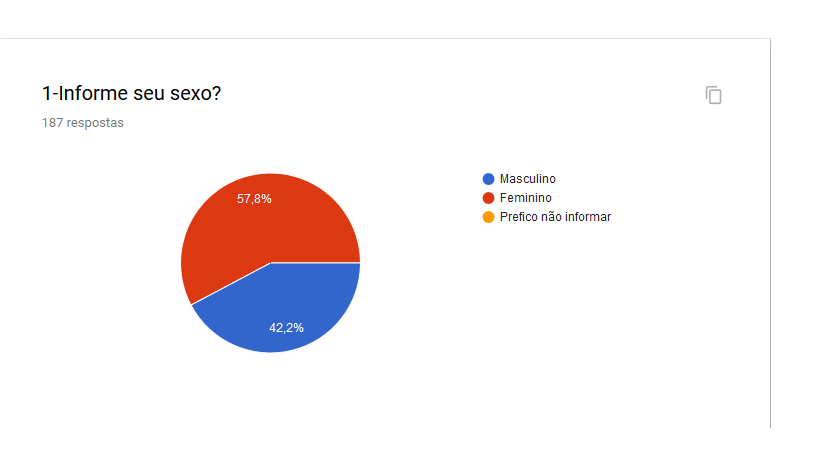 1-Informe seu sexo?
187 respostas
57,8%
42,2%
Masculino
Feminino
Prefico não informar